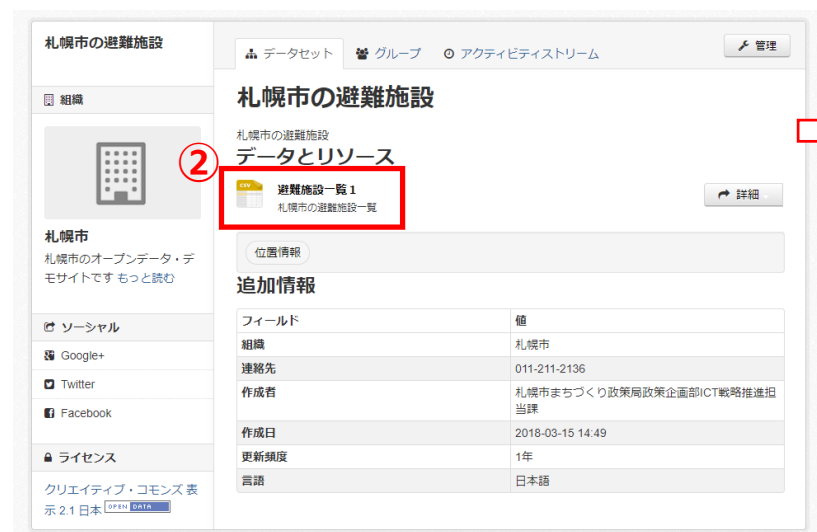 札幌市の避難施設
組織
札幌市
札幌市のオープンデータ・デ
モサイトです もっと読む
ソーシャル
Google+
Twitter
Facebook
ライセンス
クリエイティブ・コモンズ 表
示 2.1 日本 OPEN DATA
データセット グループ アクティビティストリーム
管理
札幌市の避難施設
札幌市の避難施設
データとリソース
②
CSV
避難施設一覧 1
札幌市の避難施設一覧
詳細
位置情報
追加情報
フィールド 値
組織 札幌市
連絡先 011-211-2136
作成者 札幌市まちづくり政策局政策企画部ICT戦略推進担
当課
作成日 2018-03-15 14:49
更新頻度 1年
言語 日本語